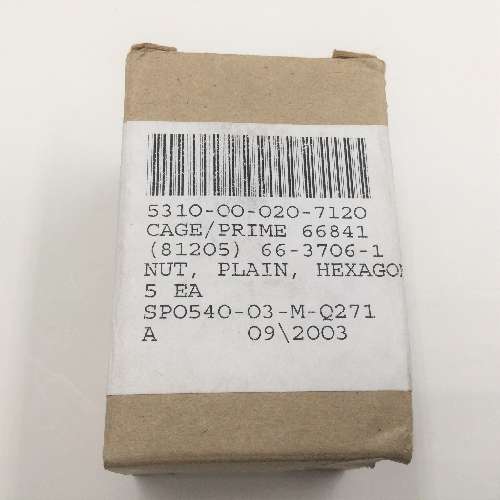 5310-00-020-7120
CAGE/PRIME 66841
(81205) 66-3706-1
NUT, PLAIN, HEXAGON
5 EA
SPO540-03-M-Q271
A 09\2003